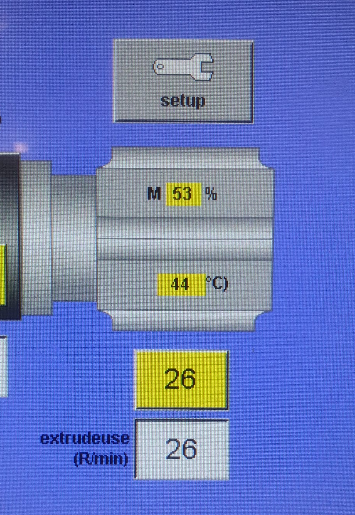 setup
M 53 %
44 °C)
26
extrudeuse
(R/min)
26